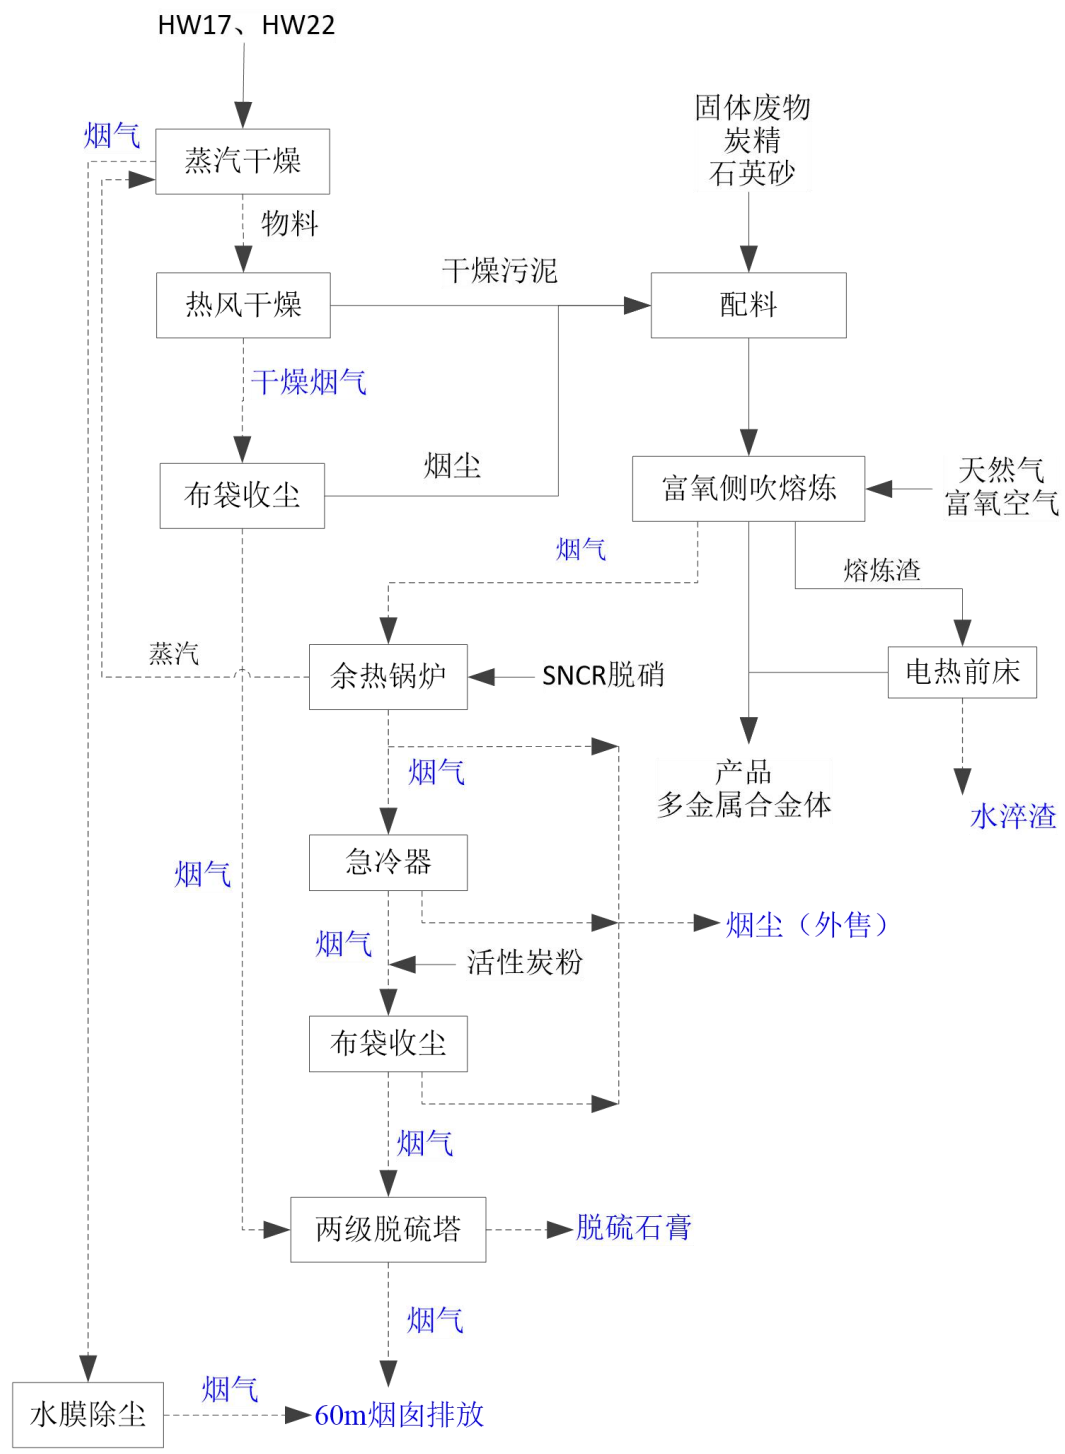 HW17、HW22
固体废物
炭精
石英砂
烟气
蒸汽干燥
物料
干燥污泥
热风干燥
配料
干燥烟气
烟尘
布袋收尘
富氧侧吹熔炼
天然气
富氧空气
烟气
熔炼渣
蒸汽
余热锅炉
SNCR脱硝
电热前床
烟气
产品
多金属合金体
水淬渣
急冷器
烟气
烟气
烟尘（外售）
活性炭粉
布袋收尘
烟气
两级脱硫塔
脱硫石膏
烟气
烟气
水膜除尘
60m烟囱排放